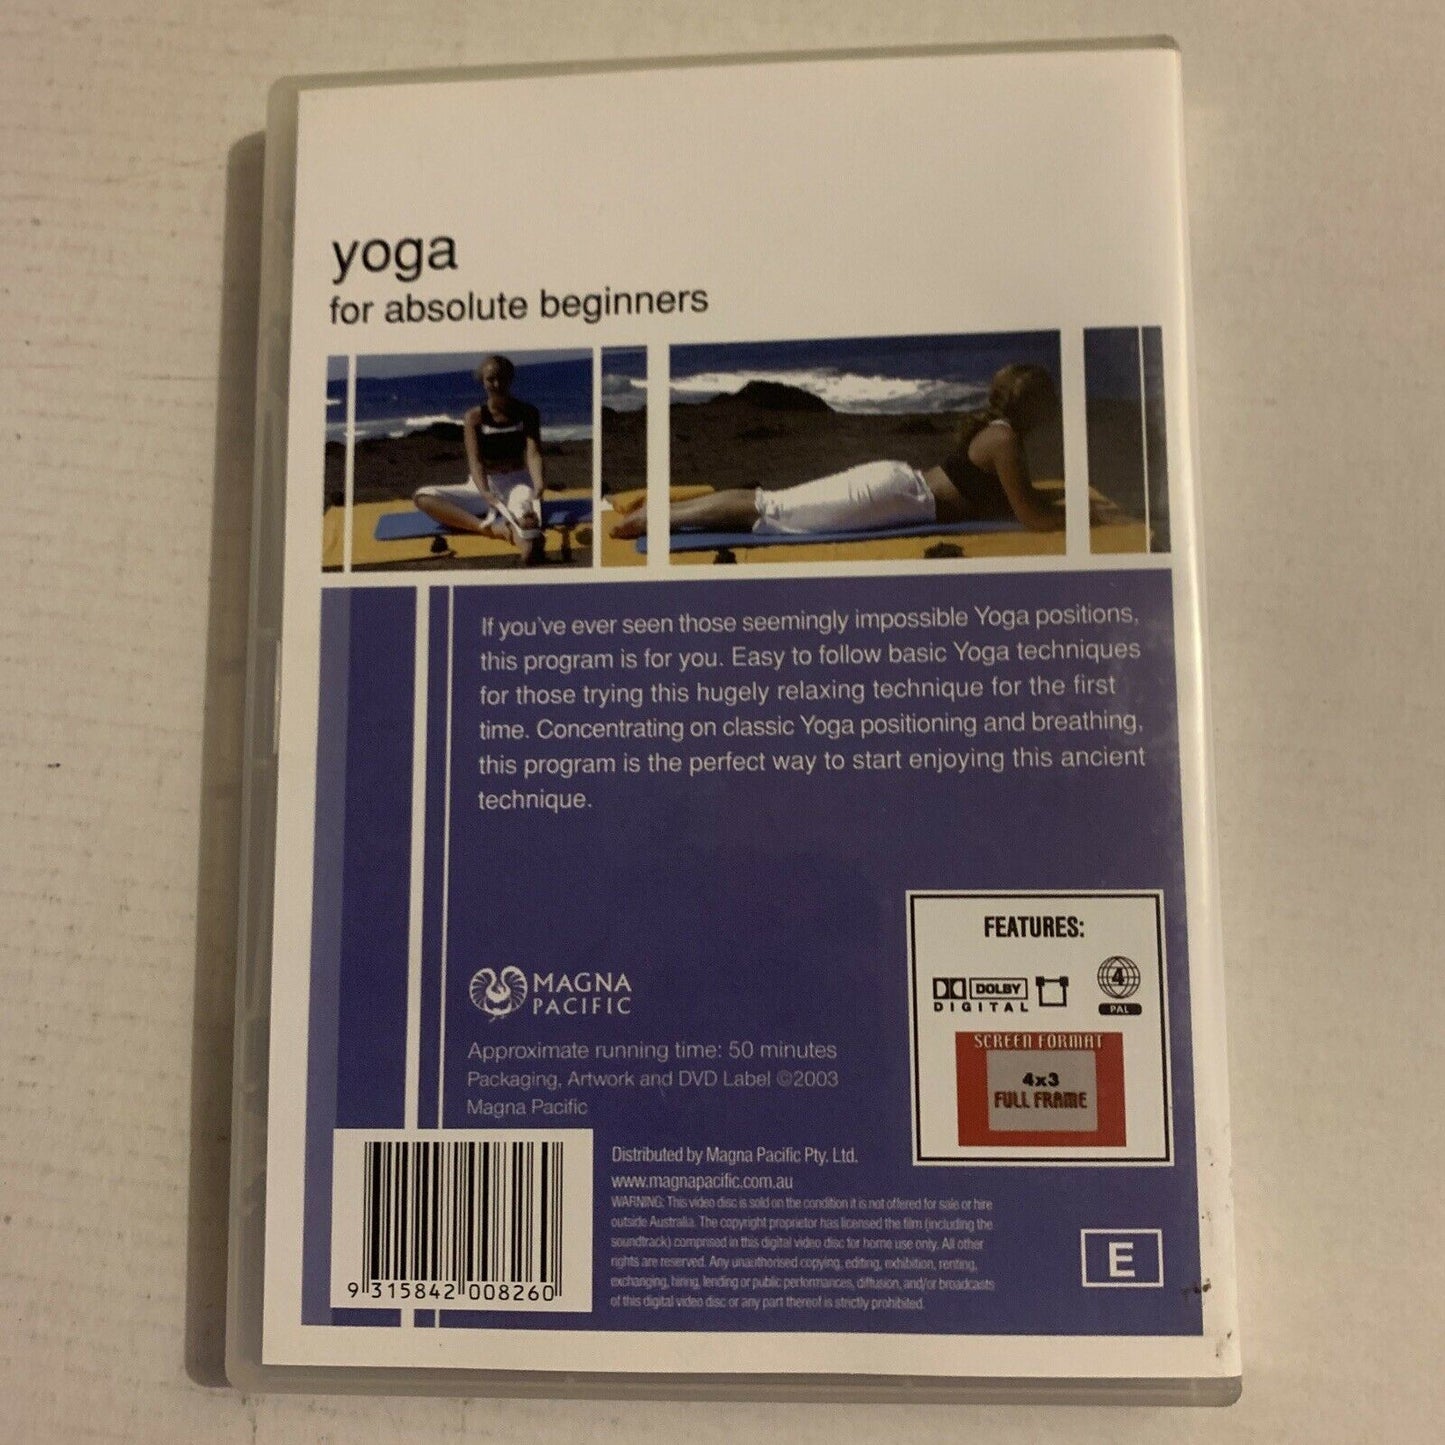 yoga
for absolute beginners
If you've ever seen those seemingly impossible Yoga positions,
this program is for you. Easy to follow basic Yoga techniques
for those trying this hugely relaxing technique for the first
time. Concentrating on classic Yoga positioning and breathing,
this program is the perfect way to start enjoying this ancient
technique.
FEATURES:
DOLBY
DIGITAL
4
PAL
SCREEN FORMAT
4x3
FULL FRAME
MAGNA
PACIFIC
Approximate running time: 50 minutes
Packaging, Artwork and DVD Label ©2003
Magna Pacific
Distributed by Magna Pacific Pty. Ltd.
www.magnapacific.com.au
WARNING: This video disc is sold on the condition it is not offered for sale or hire
outside Australia. The copyright proprietor has licensed the film (including the
soundtrack) comprised in this digital video disc for home use only. All other
rights are reserved. Any unauthorised copying, editing, exhibition, renting,
exchanging, hiring, lending or public performances, diffusion, and/or broadcasts
of this digital video disc or any part thereof is strictly prohibited.
E
9 315842 008260